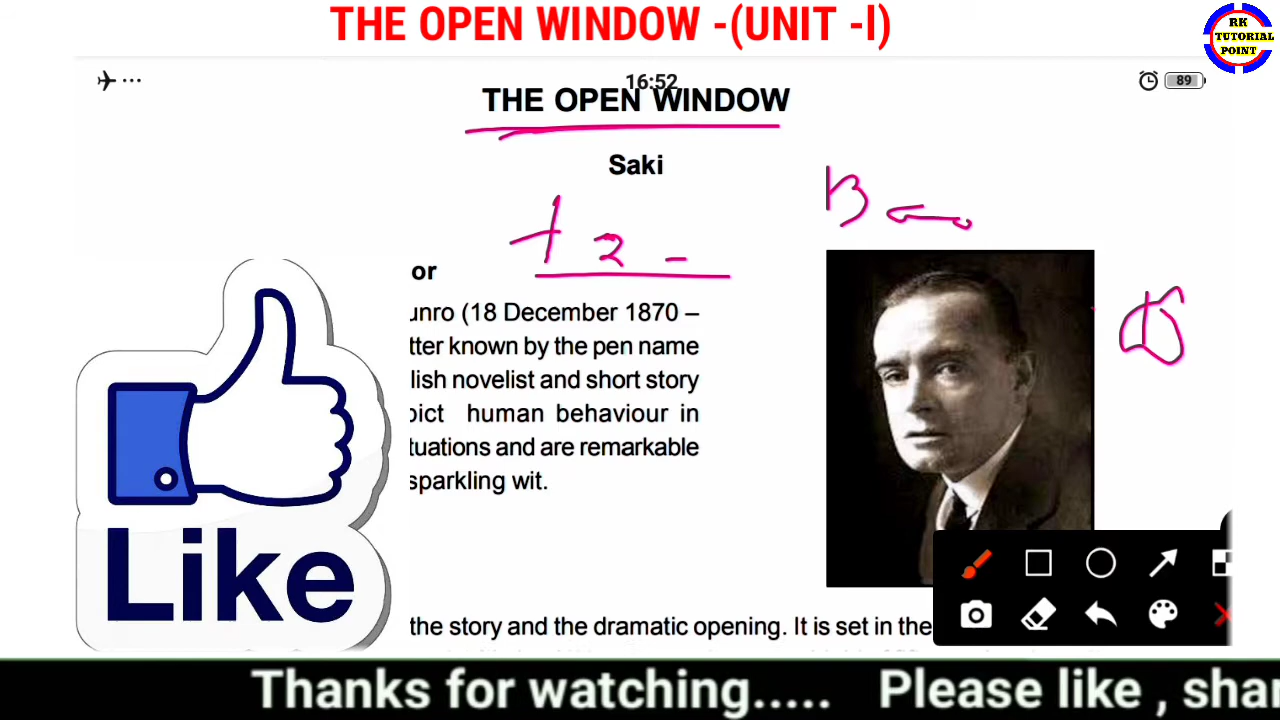 THE OPEN WINDOW -(UNIT -I)
RK
TUTORIAL
POINT
16:52
89
THE OPEN WINDOW
Saki
+2 -
or
unro (18 December 1870 –
tter known by the pen name
lish novelist and short story
pict human behaviour in
tuations and are remarkable
sparkling wit.
Like
the story and the dramatic opening. It is set in the
Thanks for watching..... Please like , shar